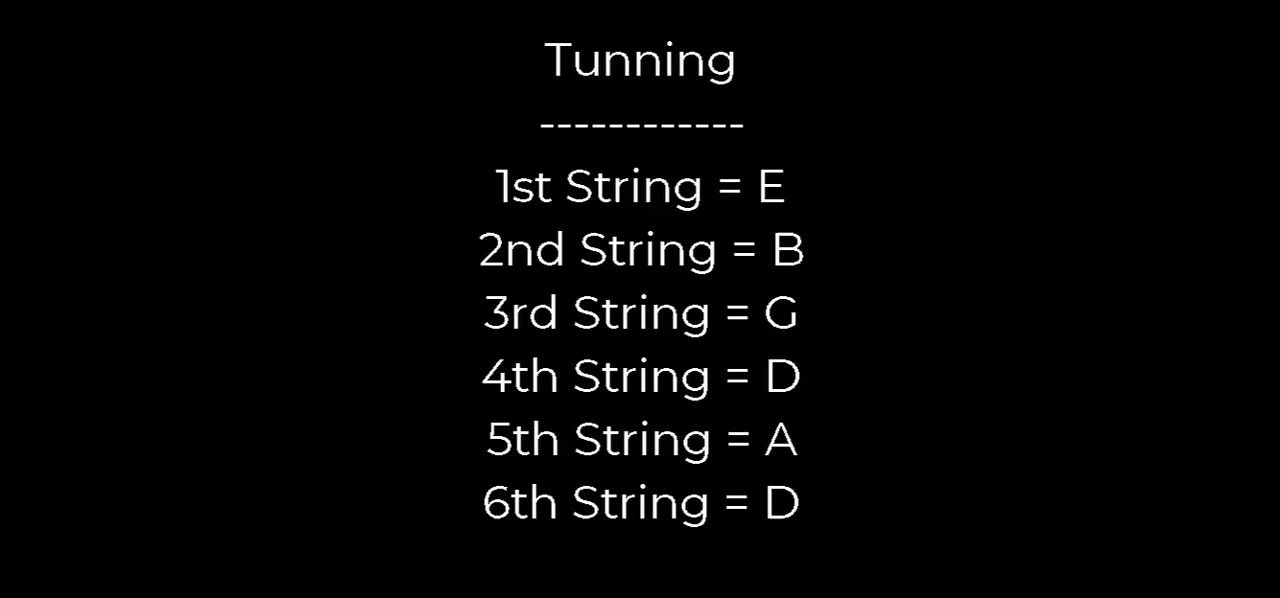 Tunning
------------
1st String = E
2nd String = B
3rd String = G
4th String = D
5th String = A
6th String = D